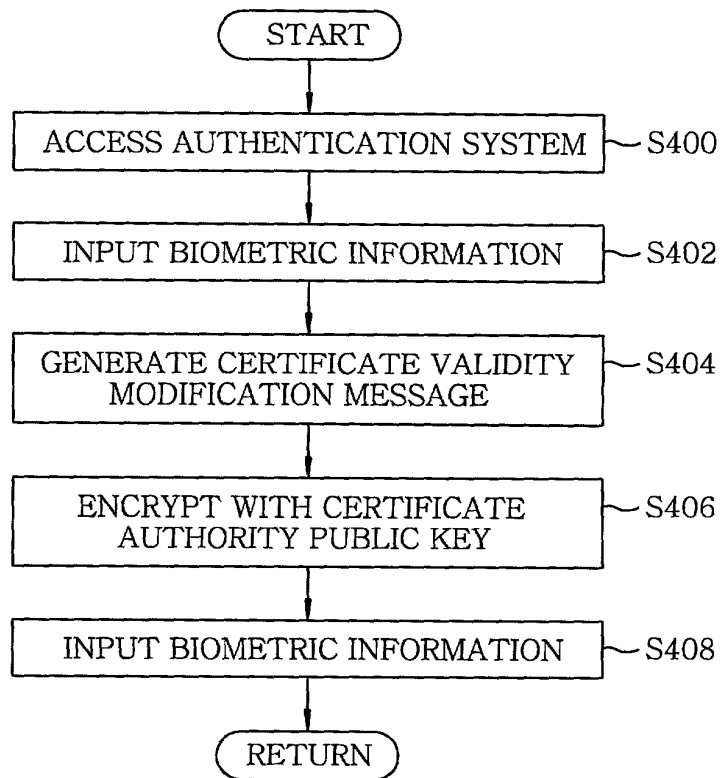 START
ACCESS AUTHENTICATION SYSTEM S400
INPUT BIOMETRIC INFORMATION S402
GENERATE CERTIFICATE VALIDITY S404
MODIFICATION MESSAGE
ENCRYPT WITH CERTIFICATE S406
AUTHORITY PUBLIC KEY
INPUT BIOMETRIC INFORMATION S408
RETURN